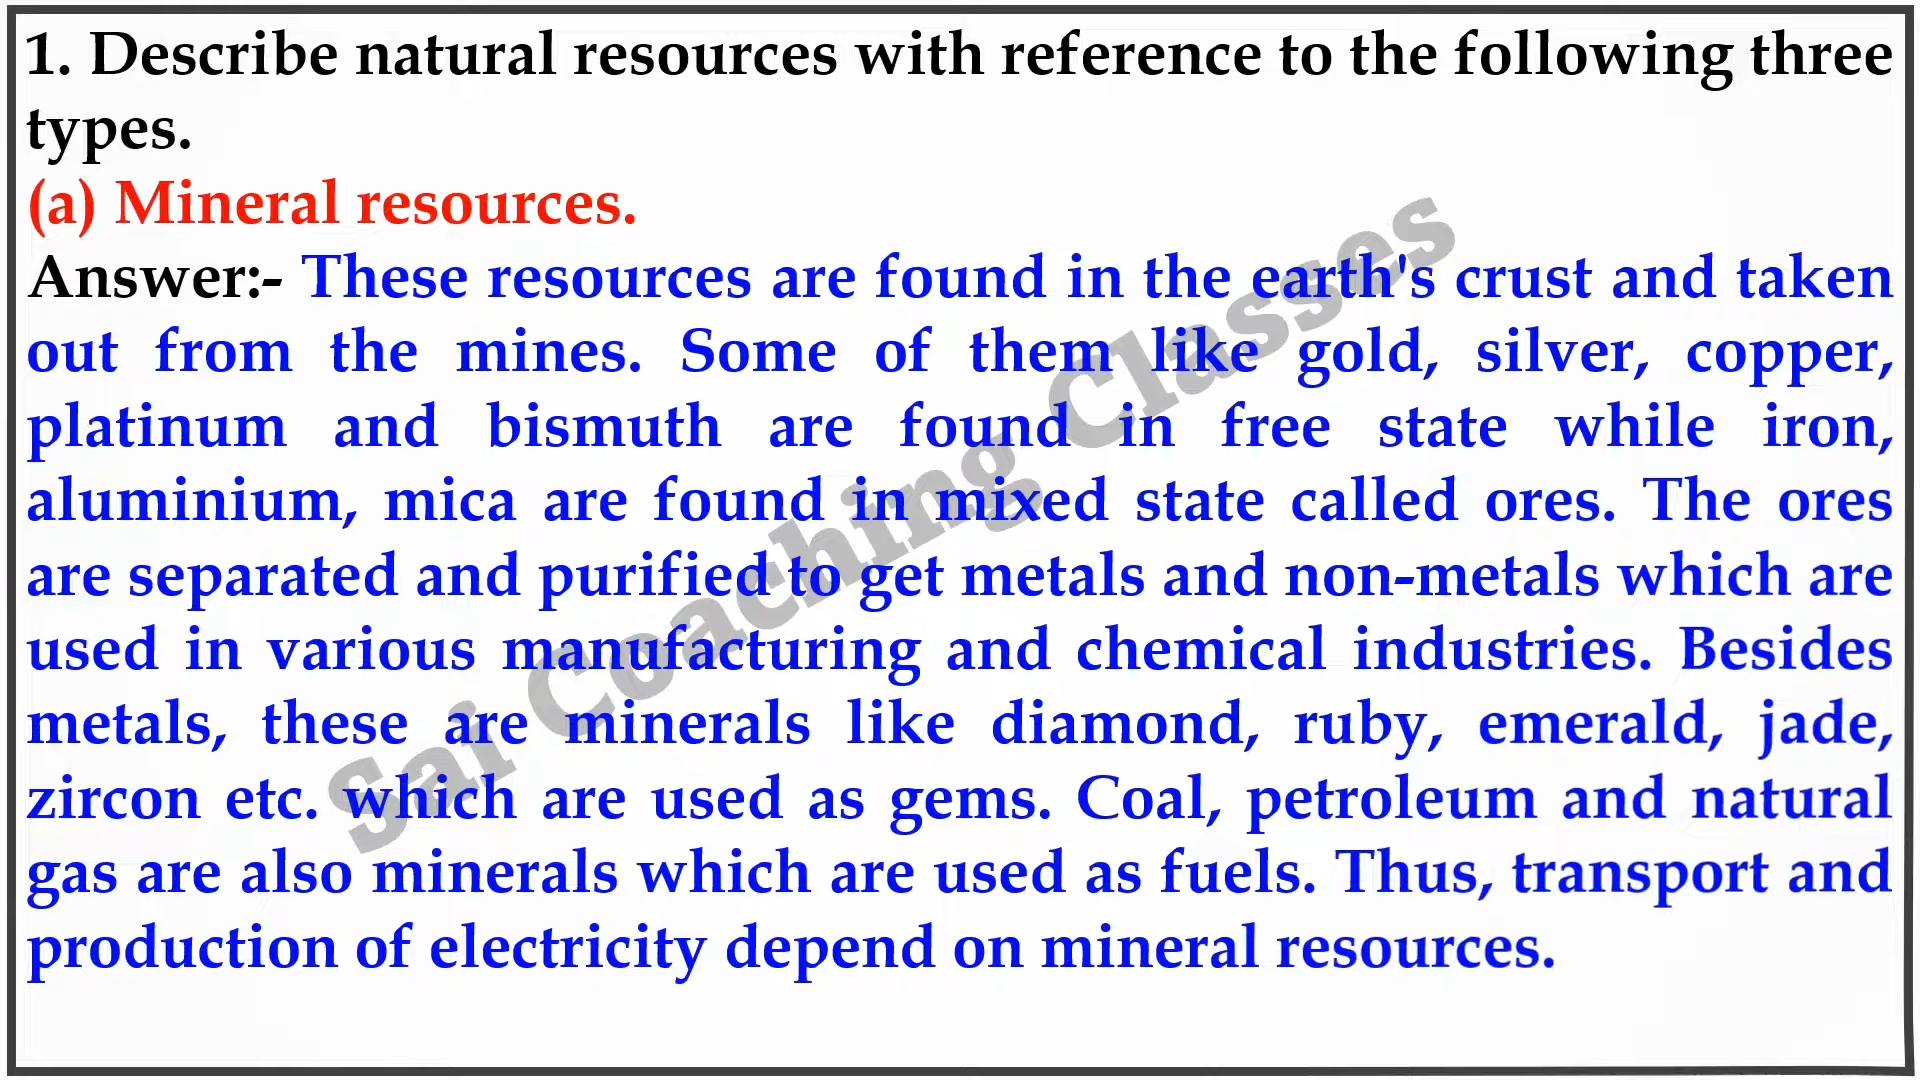 1. Describe natural resources with reference to the following three
types.
(a) Mineral resources.
Answer:- These resources are found in the earth's crust and taken
out from the mines. Some of them like gold, silver, copper,
platinum and bismuth are found in free state while iron,
aluminium, mica are found in mixed state called ores. The ores
are separated and purified to get metals and non-metals which are
used in various manufacturing and chemical industries. Besides
metals, these are minerals like diamond, ruby, emerald, jade,
zircon etc. which are used as gems. Coal, petroleum and natural
gas are also minerals which are used as fuels. Thus, transport and
production of electricity depend on mineral resources.
Sai Coaching Classes